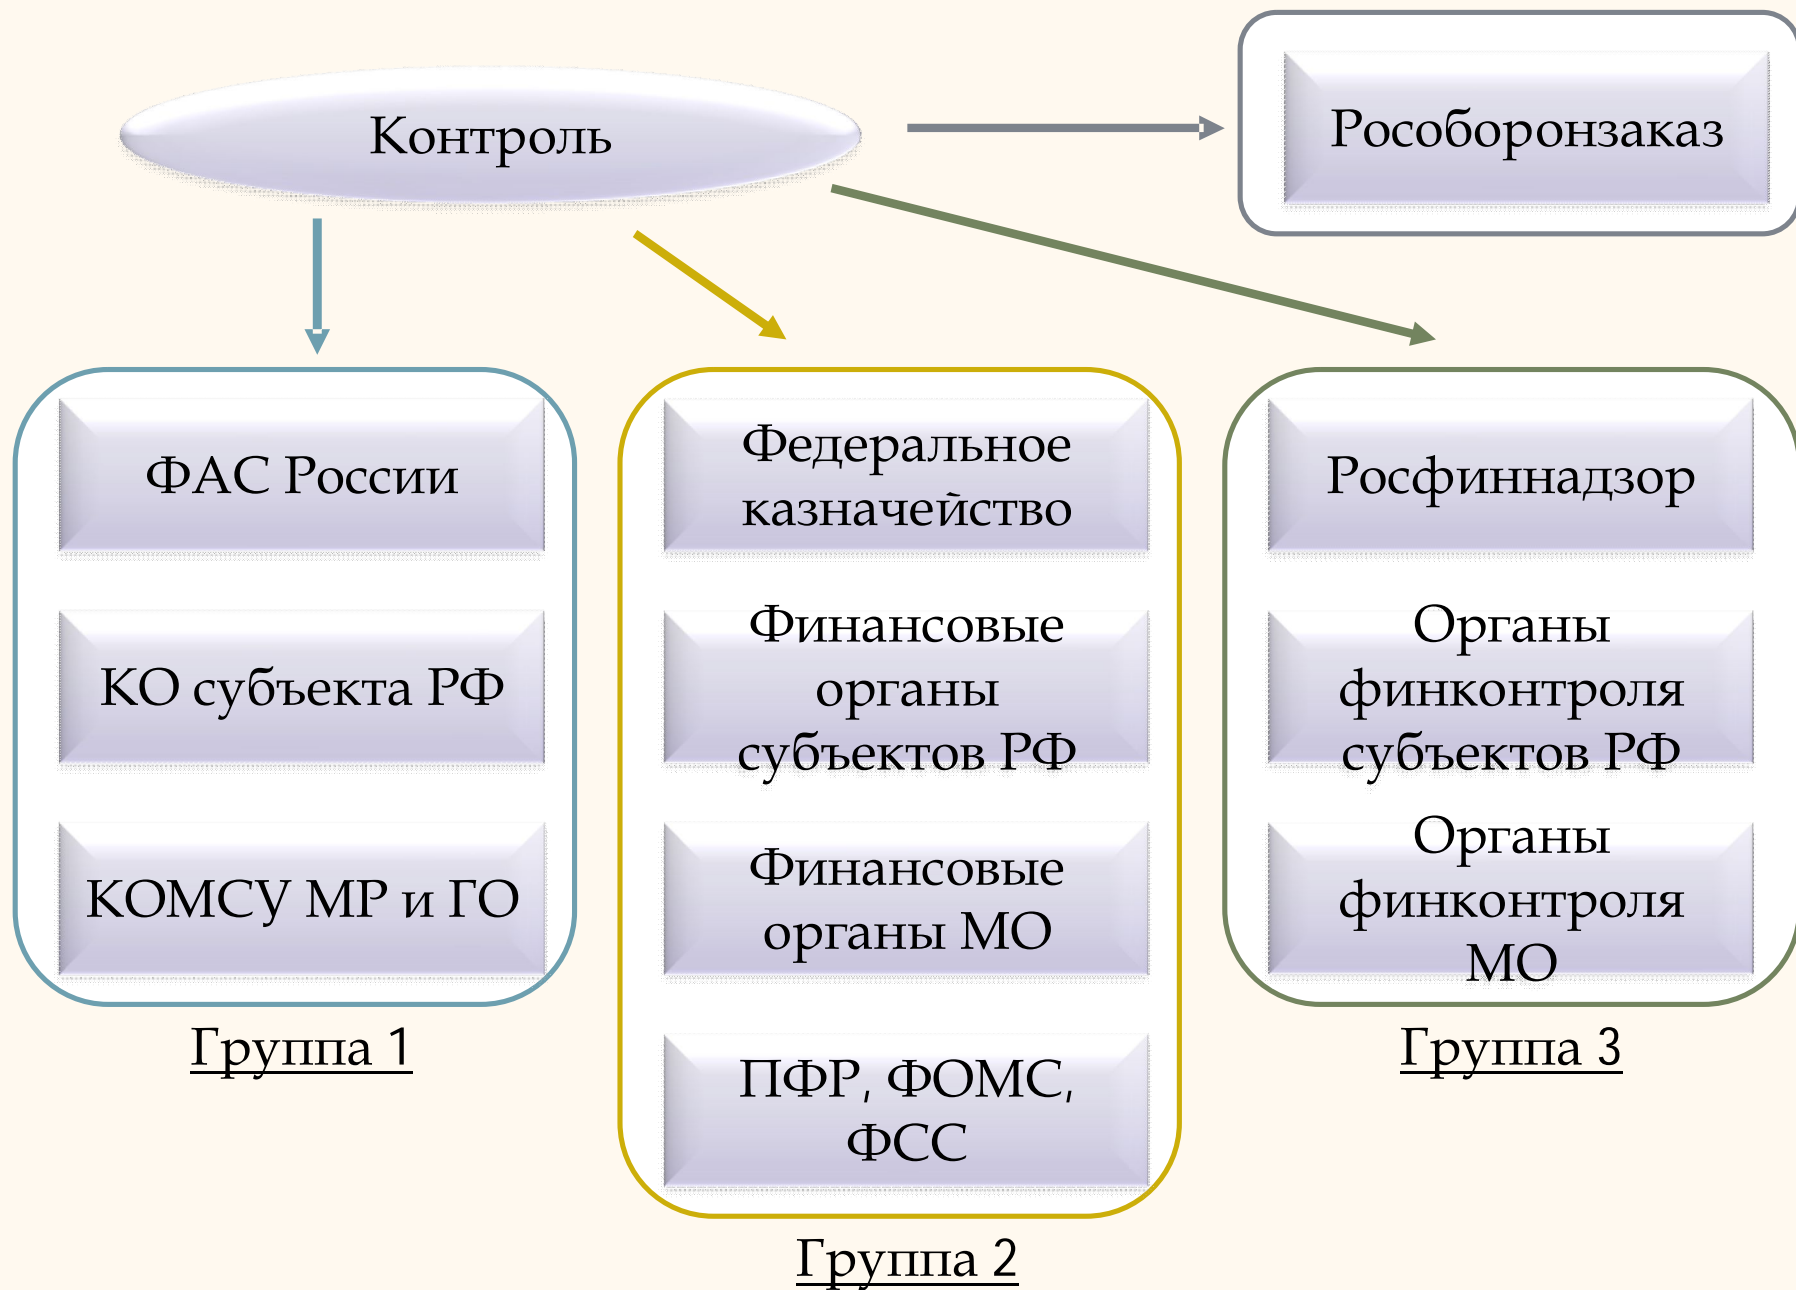 Контроль
Рособоронзаказ
ФАС России
КО субъекта РФ
КОМСУ МР и ГО
Группа 1
Федеральное
казначейство
Финансовые
органы
субъектов РФ
Финансовые
органы МО
ПФР, ФОМС,
ФСС
Группа 2
Росфиннадзор
Органы
финконтроля
субъектов РФ
Органы
финконтроля
МО
Группа 3